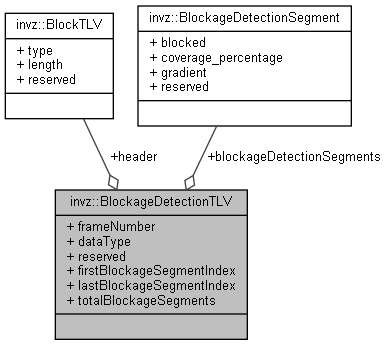 invz::BlockTLV
+ type
+ length
+ reserved
invz::BlockageDetectionSegment
+ blocked
+ coverage_percentage
+ gradient
+ reserved
+header
+blockageDetectionSegments
invz::BlockageDetectionTLV
+ frameNumber
+ dataType
+ reserved
+ firstBlockageSegmentIndex
+ lastBlockageSegmentIndex
+ totalBlockageSegments